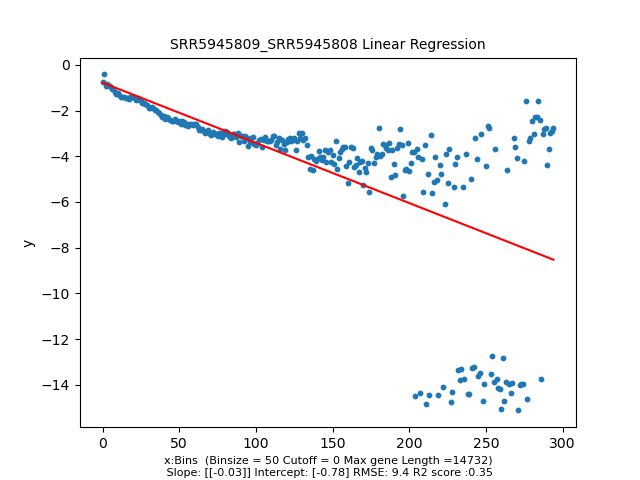 SRR5945809_SRR5945808 Linear Regression
0
−2
−4
−6
−8
−10
−12
−14
y
0 50 100 150 200 250 300
x:Bins  (Binsize = 50 Cutoff = 0 Max gene Length =14732)
Slope: [[-0.03]] Intercept: [-0.78] RMSE: 9.4 R2 score :0.35